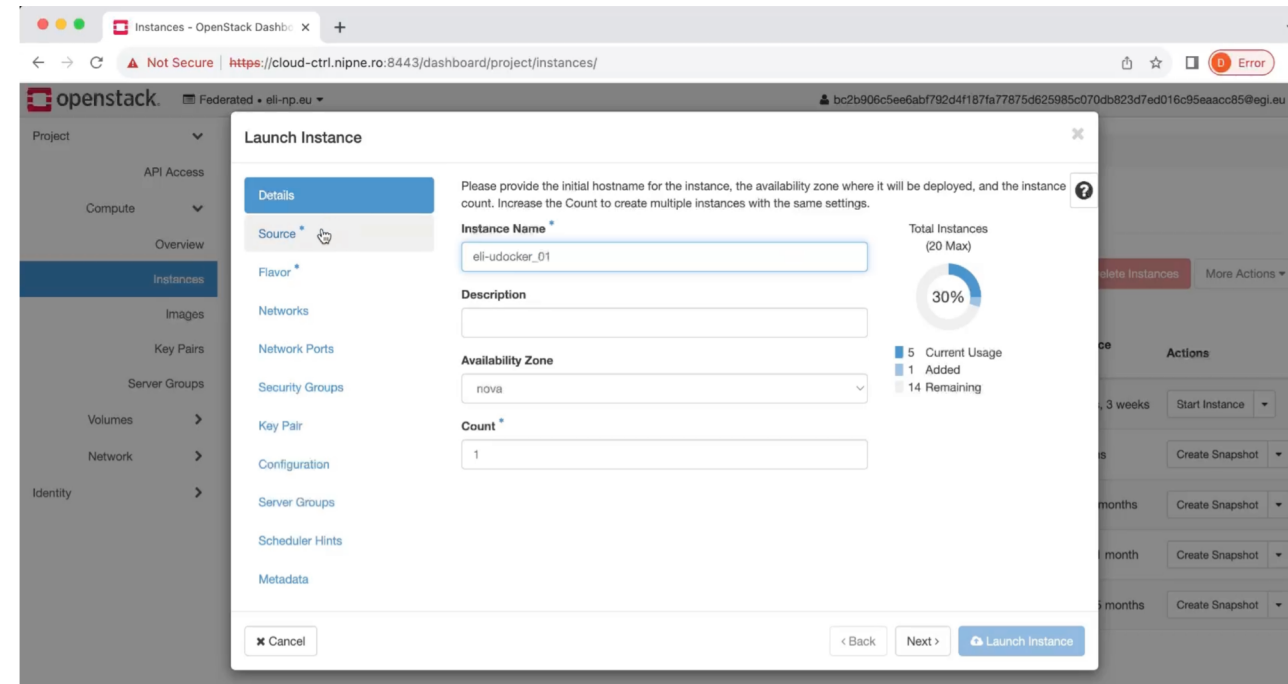 Instances - OpenStack Dashbo
Not Secure https://cloud-ctrl.nipne.ro:8443/dashboard/project/instances/
D Error
openstack. Federated • eli-np.eu bc2b906c5ee6abf792d4f187fa77875d625985c070db823d7ed016c95eaacc85@egi.eu
Project
API Access
Compute
Overview
Instances
Images
Key Pairs
Server Groups
Volumes
Network
Identity
Launch Instance
Details
Source *
Flavor *
Networks
Network Ports
Security Groups
Key Pair
Configuration
Server Groups
Scheduler Hints
Metadata
Please provide the initial hostname for the instance, the availability zone where it will be deployed, and the instance
count. Increase the Count to create multiple instances with the same settings.
Instance Name *
eli-udocker_01
Description
Availability Zone
nova
Count *
1
Total Instances
(20 Max)
30%
5 Current Usage
1 Added
14 Remaining
Cancel
‹ Back
Next ›
Launch Instance
Instances
More Actions
Actions
3 weeks Start Instance
Create Snapshot
months Create Snapshot
month Create Snapshot
months Create Snapshot